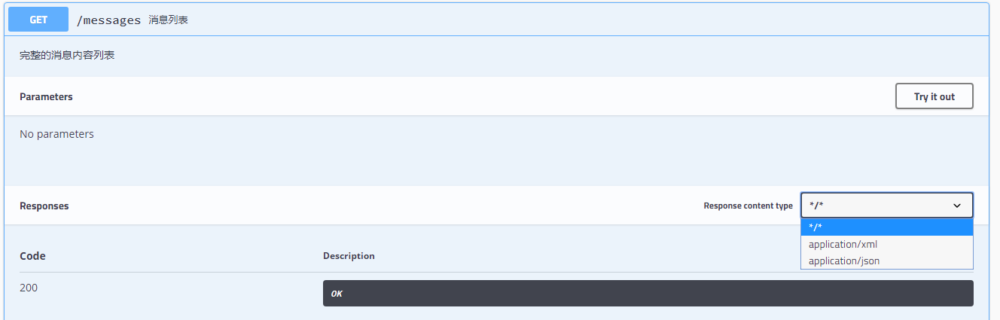 GET /messages 消息列表
完整的消息内容列表
Parameters Try it out
No parameters
Responses Response content type */*
*/*
application/xml
application/json
Code Description
200 OK